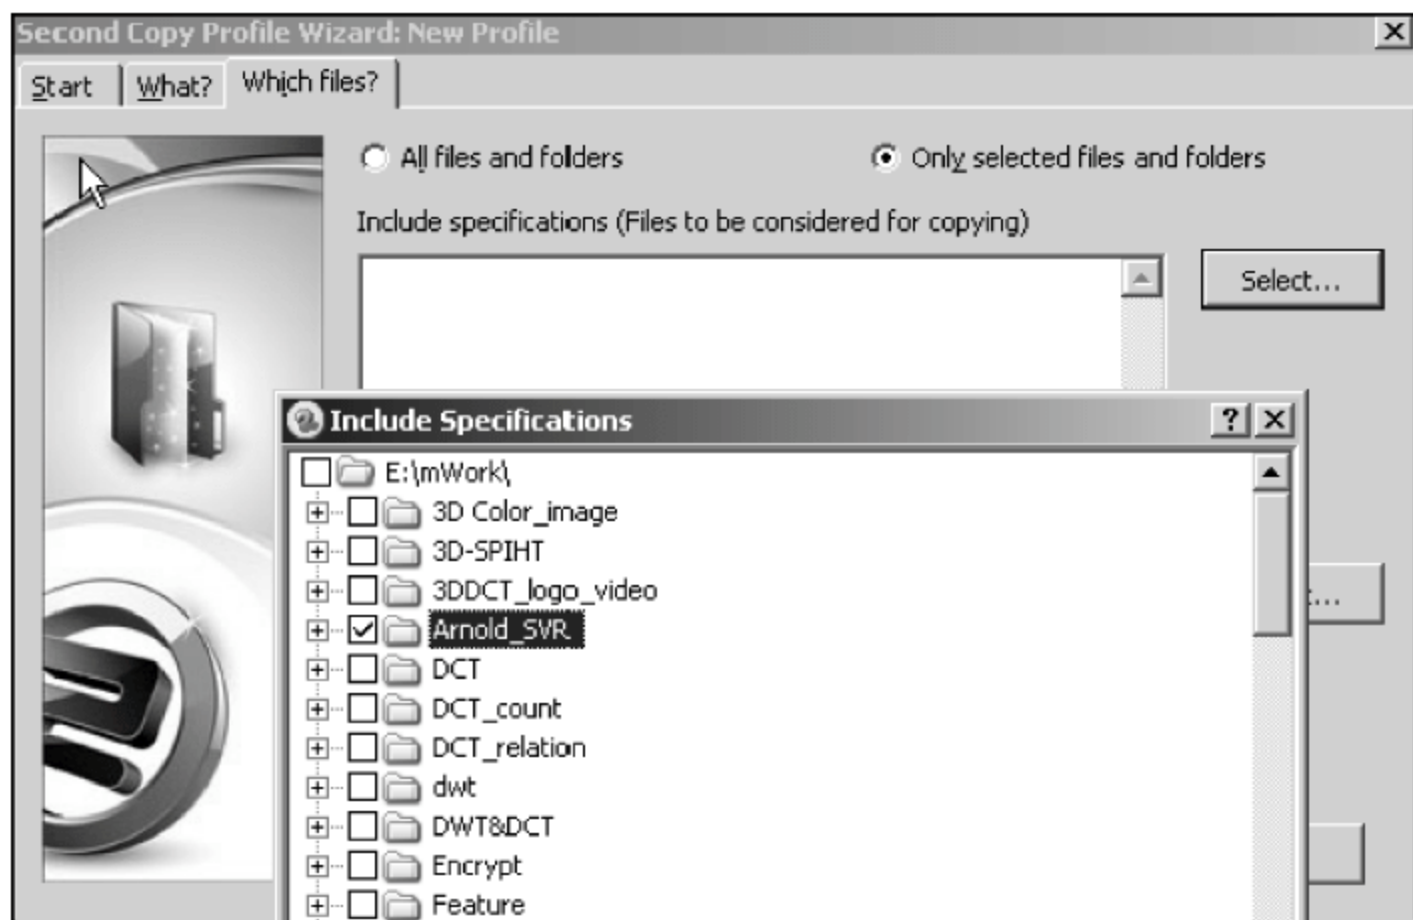 Second Copy Profile Wizard: New Profile
Start What? Which files?
All files and folders Only selected files and folders
Include specifications (Files to be considered for copying)
Select...
Include Specifications
E:\mWork\
3D Color_image
3D-SPIHT
3DDCT_logo_video
Arnold_SVR
DCT
DCT_count
DCT_relation
dwt
DWT&DCT
Encrypt
Feature